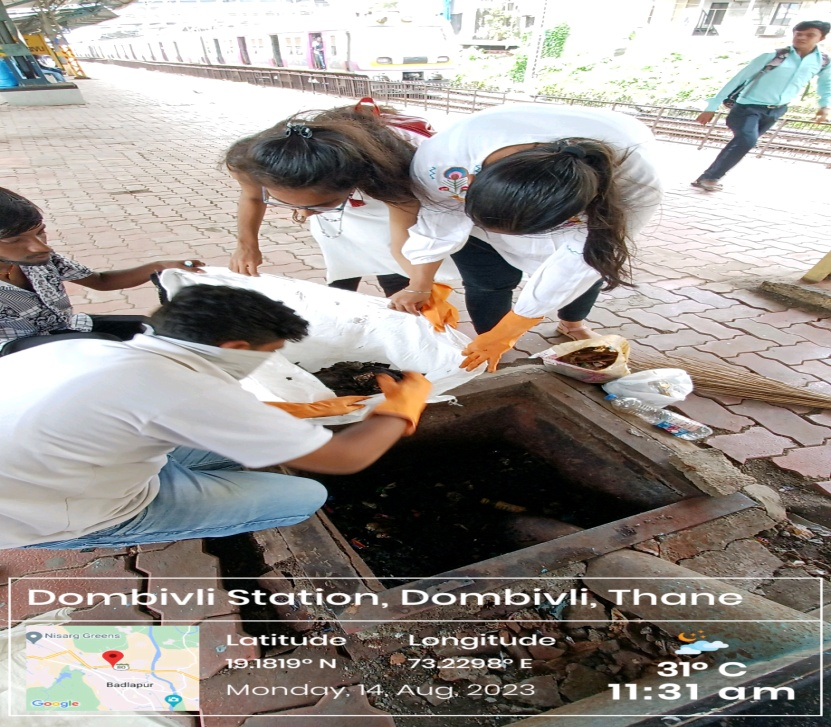 Dombivli Station, Dombivli, Thane
Nisarg Greens
Badlapur
Google
Latitude Longitude
19.1819° N 73.2298° E
Monday, 14 Aug, 2023
31° C
11:31 am